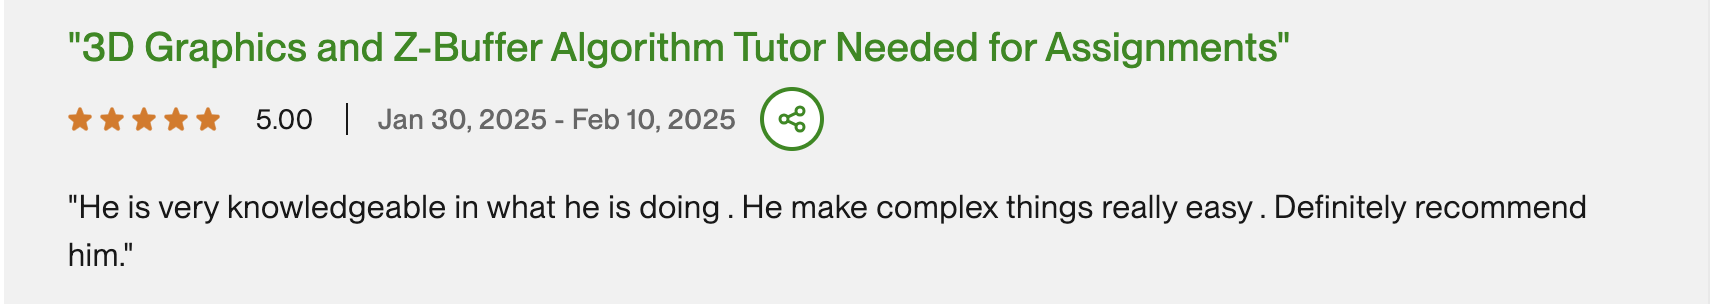 "3D Graphics and Z-Buffer Algorithm Tutor Needed for Assignments"
5.00 | Jan 30, 2025 - Feb 10, 2025
"He is very knowledgeable in what he is doing . He make complex things really easy . Definitely recommend
him."